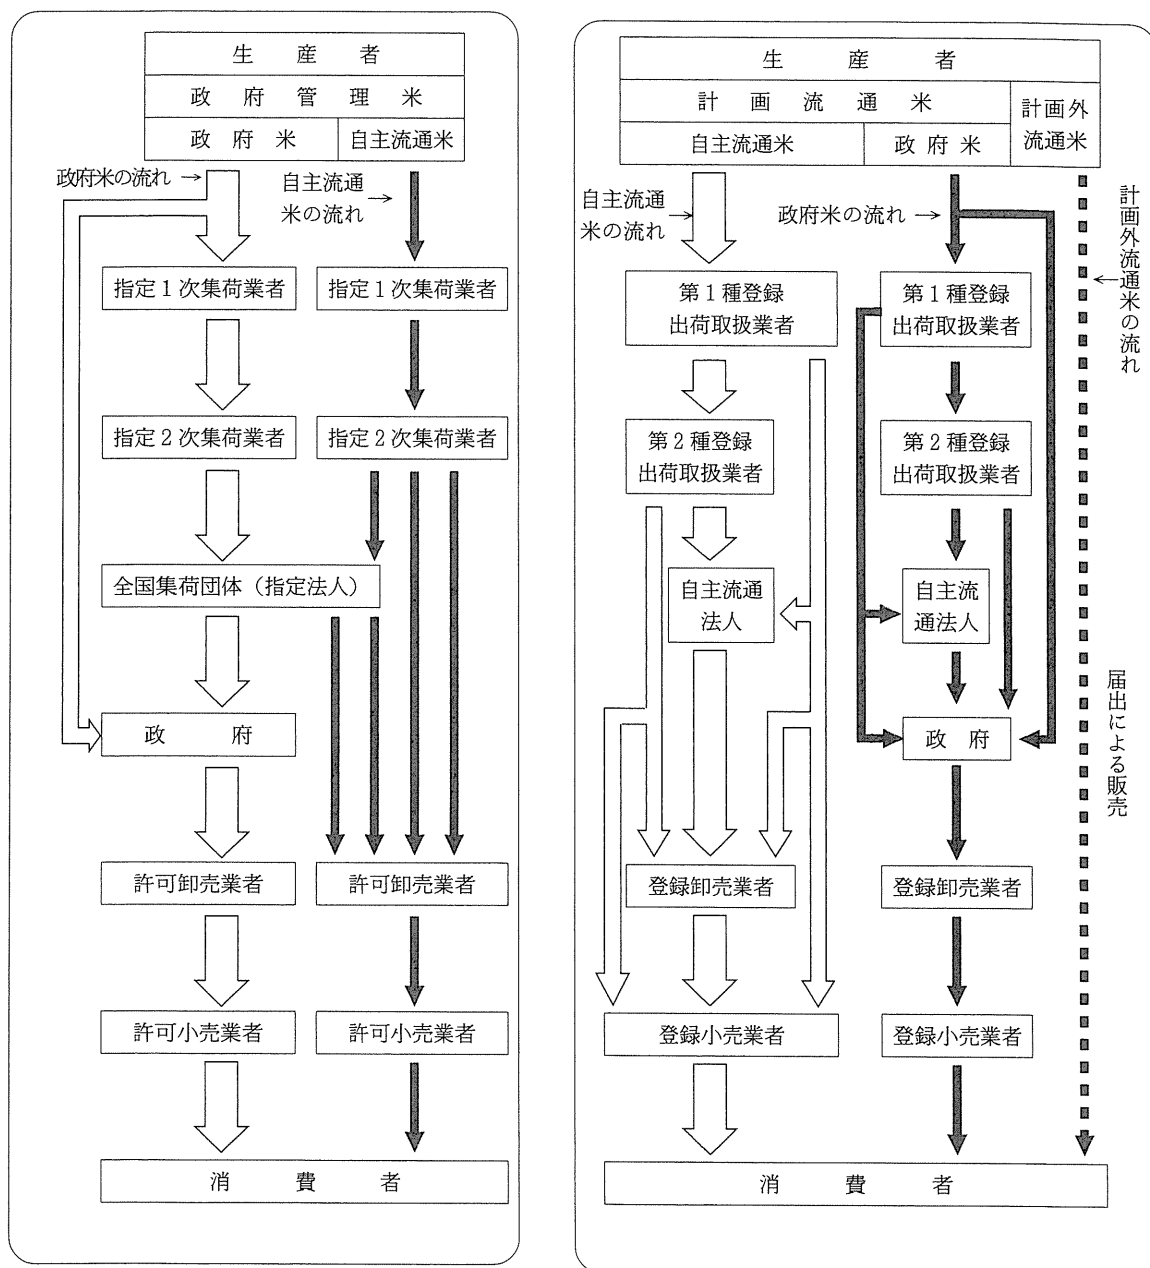 生産者
政府管理米
政府米
自主流通米
政府米の流れ→
自主流通
米の流れ
→
指定1次集荷業者
指定1次集荷業者
指定2次集荷業者
指定2次集荷業者
全国集荷団体（指定法人）
政府
許可卸売業者
許可卸売業者
許可小売業者
許可小売業者
消費者
生産者
計画流通米
計画外
流通米
自主流通米
政府米
自主流通
米の流れ
→
政府米の流れ→
←計画外流通米の流れ
第1種登録
出荷取扱業者
第1種登録
出荷取扱業者
第2種登録
出荷取扱業者
第2種登録
出荷取扱業者
自主流通
法人
自主流
通法人
政府
届出による販売
登録卸売業者
登録卸売業者
登録小売業者
登録小売業者
消費者